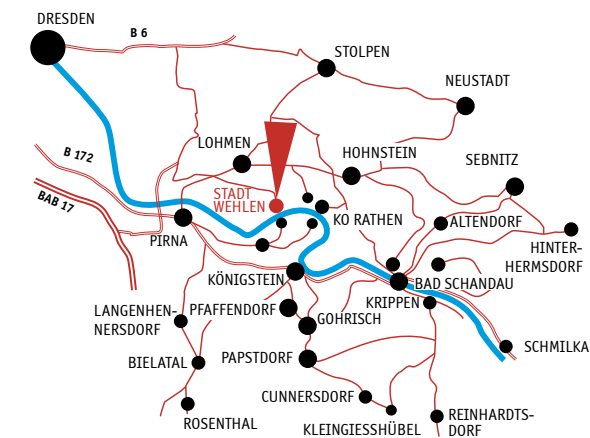 DRESDEN
B 6
STOLPEN
NEUSTADT
LOHMEN
B 172
HOHNSTEIN
SEBNITZ
BAB 17
STADT
WEHLEN
KO RATHEN
ALTENDORF
PIRNA
HINTER-
HERMSDORF
KÖNIGSTEIN
BAD SCHANDAU
KRIPPEN
LANGENHEN-
NERSDORF
PFAFFENDORF
GOHRISCH
SCHMILKA
BIELATAL
PAPSTDORF
CUNNERSDORF
ROSENTHAL
KLEINGIESSHÜBEL
REINHARDTS-
DORF